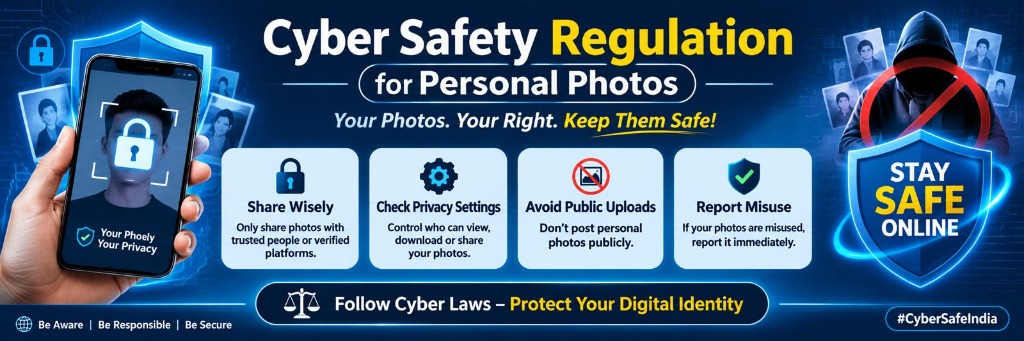 Cyber Safety Regulation
for Personal Photos
Your Photos. Your Right. Keep Them Safe!
Your Phoely
Your Privacy
Share Wisely
Only share photos with
trusted people or verified
platforms.
Check Privacy Settings
Control who can view,
download or share
your photos.
Avoid Public Uploads
Don't post personal
photos publicly.
Report Misuse
If your photos are misused,
report it immediately.
STAY
SAFE
ONLINE
Follow Cyber Laws – Protect Your Digital Identity
Be Aware | Be Responsible | Be Secure
#CyberSafeIndia